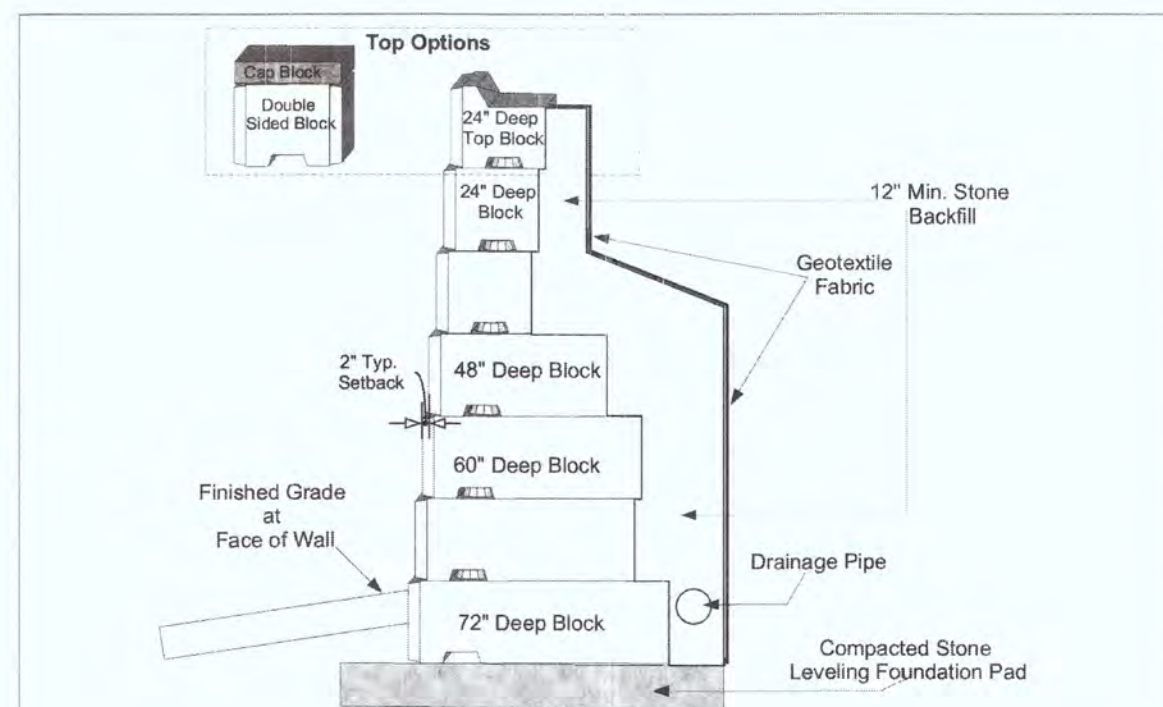 Top Options
Cap Block
Double
Sided Block
24" Deep
Top Block
24" Deep
Block
12" Min. Stone
Backfill
Geotextile
Fabric
2" Typ.
Setback
48" Deep Block
60" Deep Block
Finished Grade
at
Face of Wall
Drainage Pipe
72" Deep Block
Compacted Stone
Leveling Foundation Pad